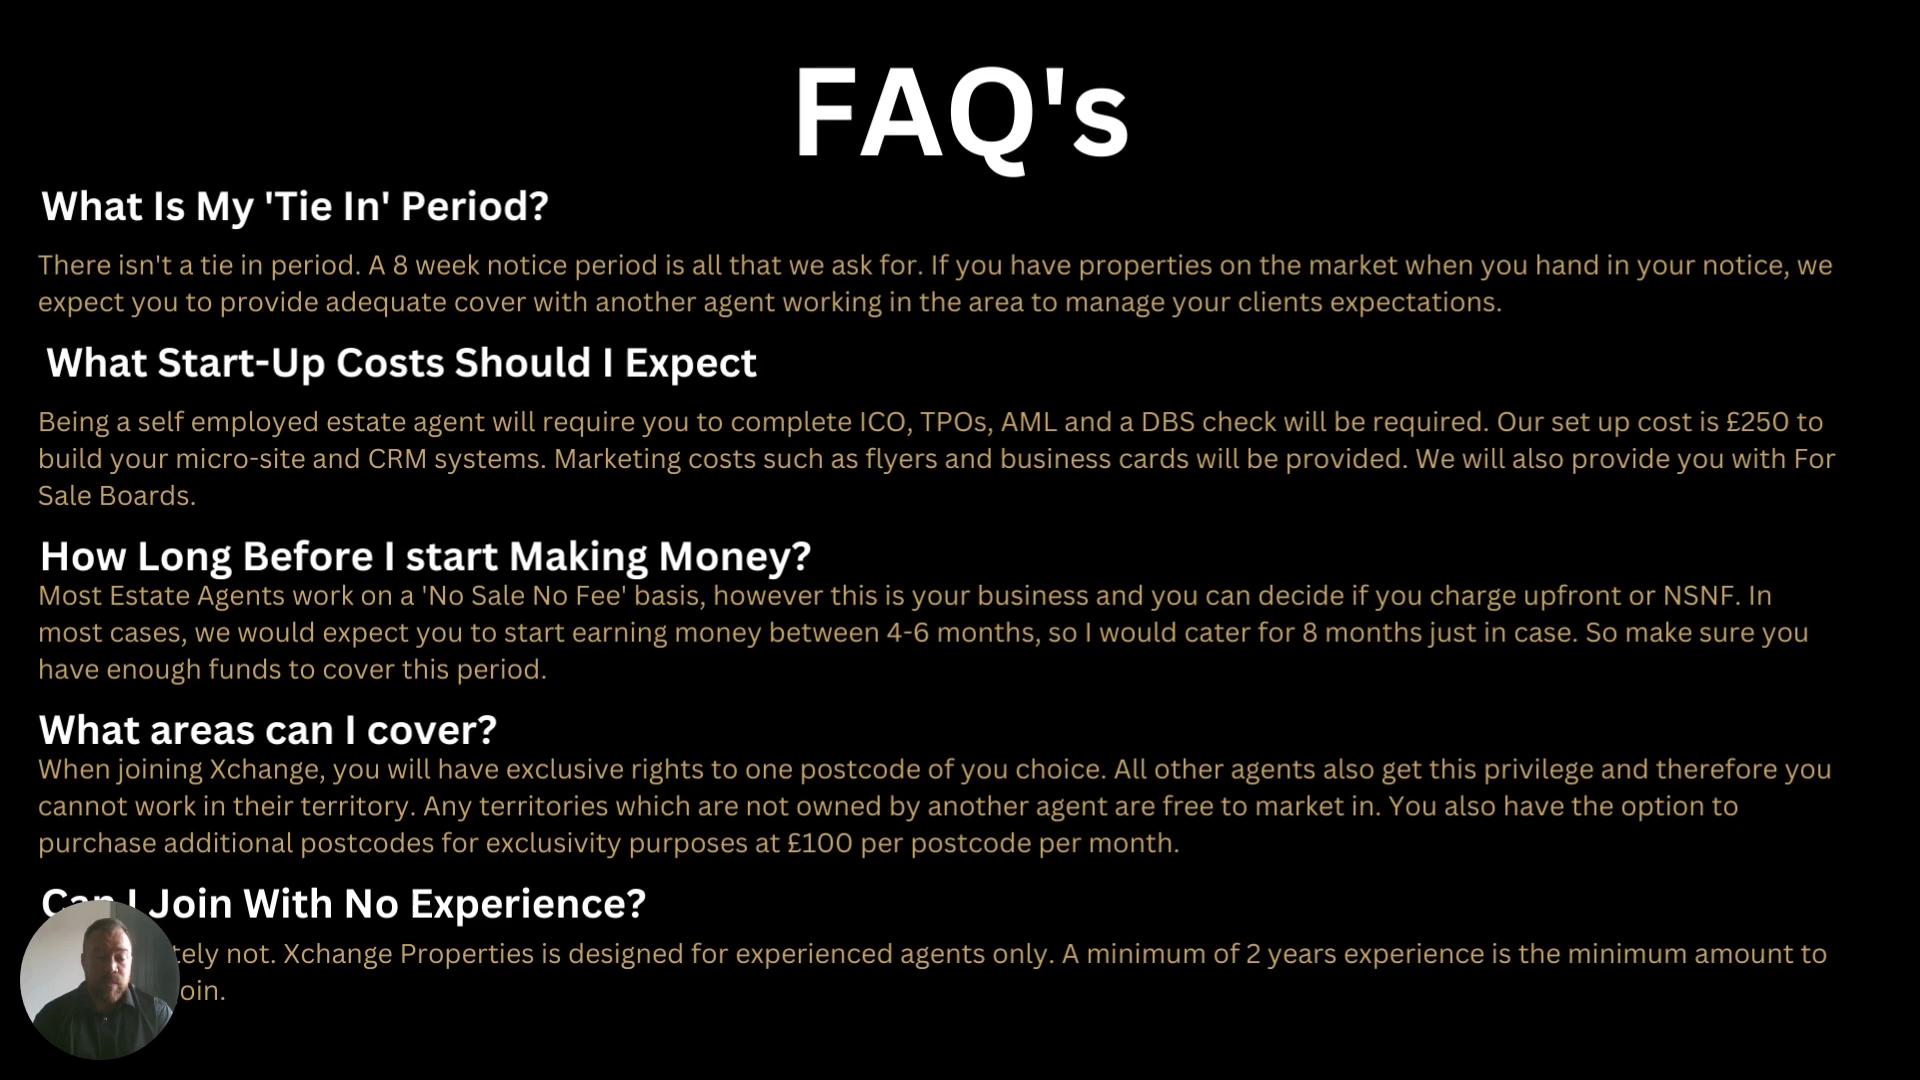 FAQ's
What Is My 'Tie In' Period?
There isn't a tie in period. A 8 week notice period is all that we ask for. If you have properties on the market when you hand in your notice, we
expect you to provide adequate cover with another agent working in the area to manage your clients expectations.
What Start-Up Costs Should I Expect
Being a self employed estate agent will require you to complete ICO, TPOs, AML and a DBS check will be required. Our set up cost is £250 to
build your micro-site and CRM systems. Marketing costs such as flyers and business cards will be provided. We will also provide you with For
Sale Boards.
How Long Before I start Making Money?
Most Estate Agents work on a 'No Sale No Fee' basis, however this is your business and you can decide if you charge upfront or NSNF. In
most cases, we would expect you to start earning money between 4-6 months, so I would cater for 8 months just in case. So make sure you
have enough funds to cover this period.
What areas can I cover?
When joining Xchange, you will have exclusive rights to one postcode of you choice. All other agents also get this privilege and therefore you
cannot work in their territory. Any territories which are not owned by another agent are free to market in. You also have the option to
purchase additional postcodes for exclusivity purposes at £100 per postcode per month.
Can I Join With No Experience?
not. Xchange Properties is designed for experienced agents only. A minimum of 2 years experience is the minimum amount to